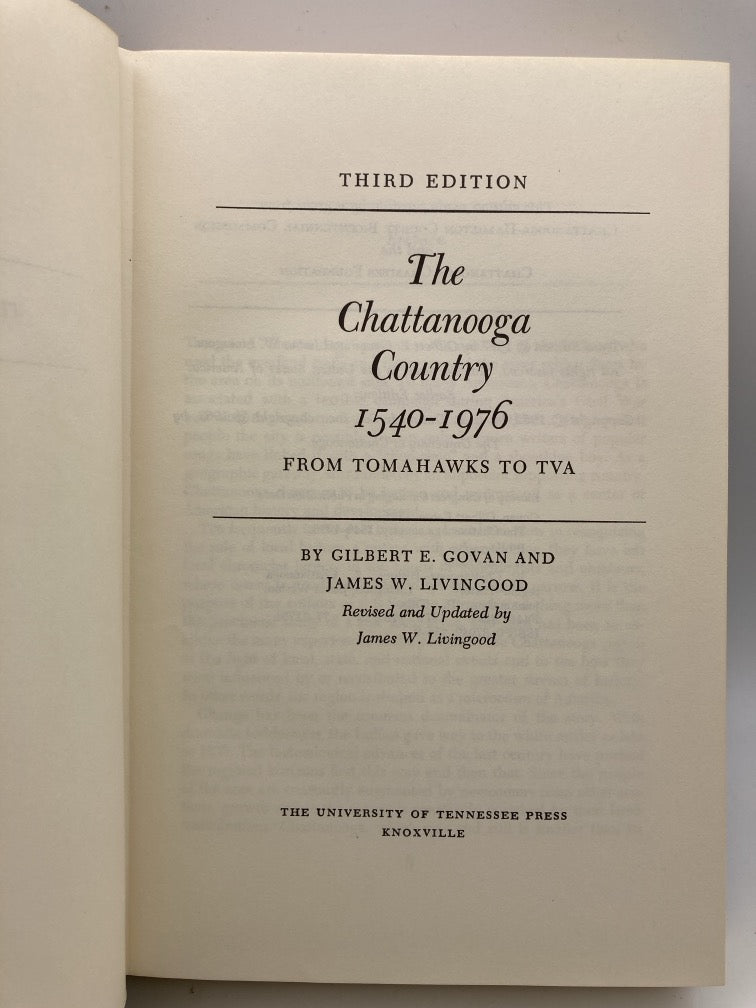 THIRD EDITION
The
Chattanooga
Country
1540-1976
FROM TOMAHAWKS TO TVA
BY GILBERT E. GOVAN AND
JAMES W. LIVINGOOD
Revised and Updated by
James W. Livingood
THE UNIVERSITY OF TENNESSEE PRESS
KNOXVILLE